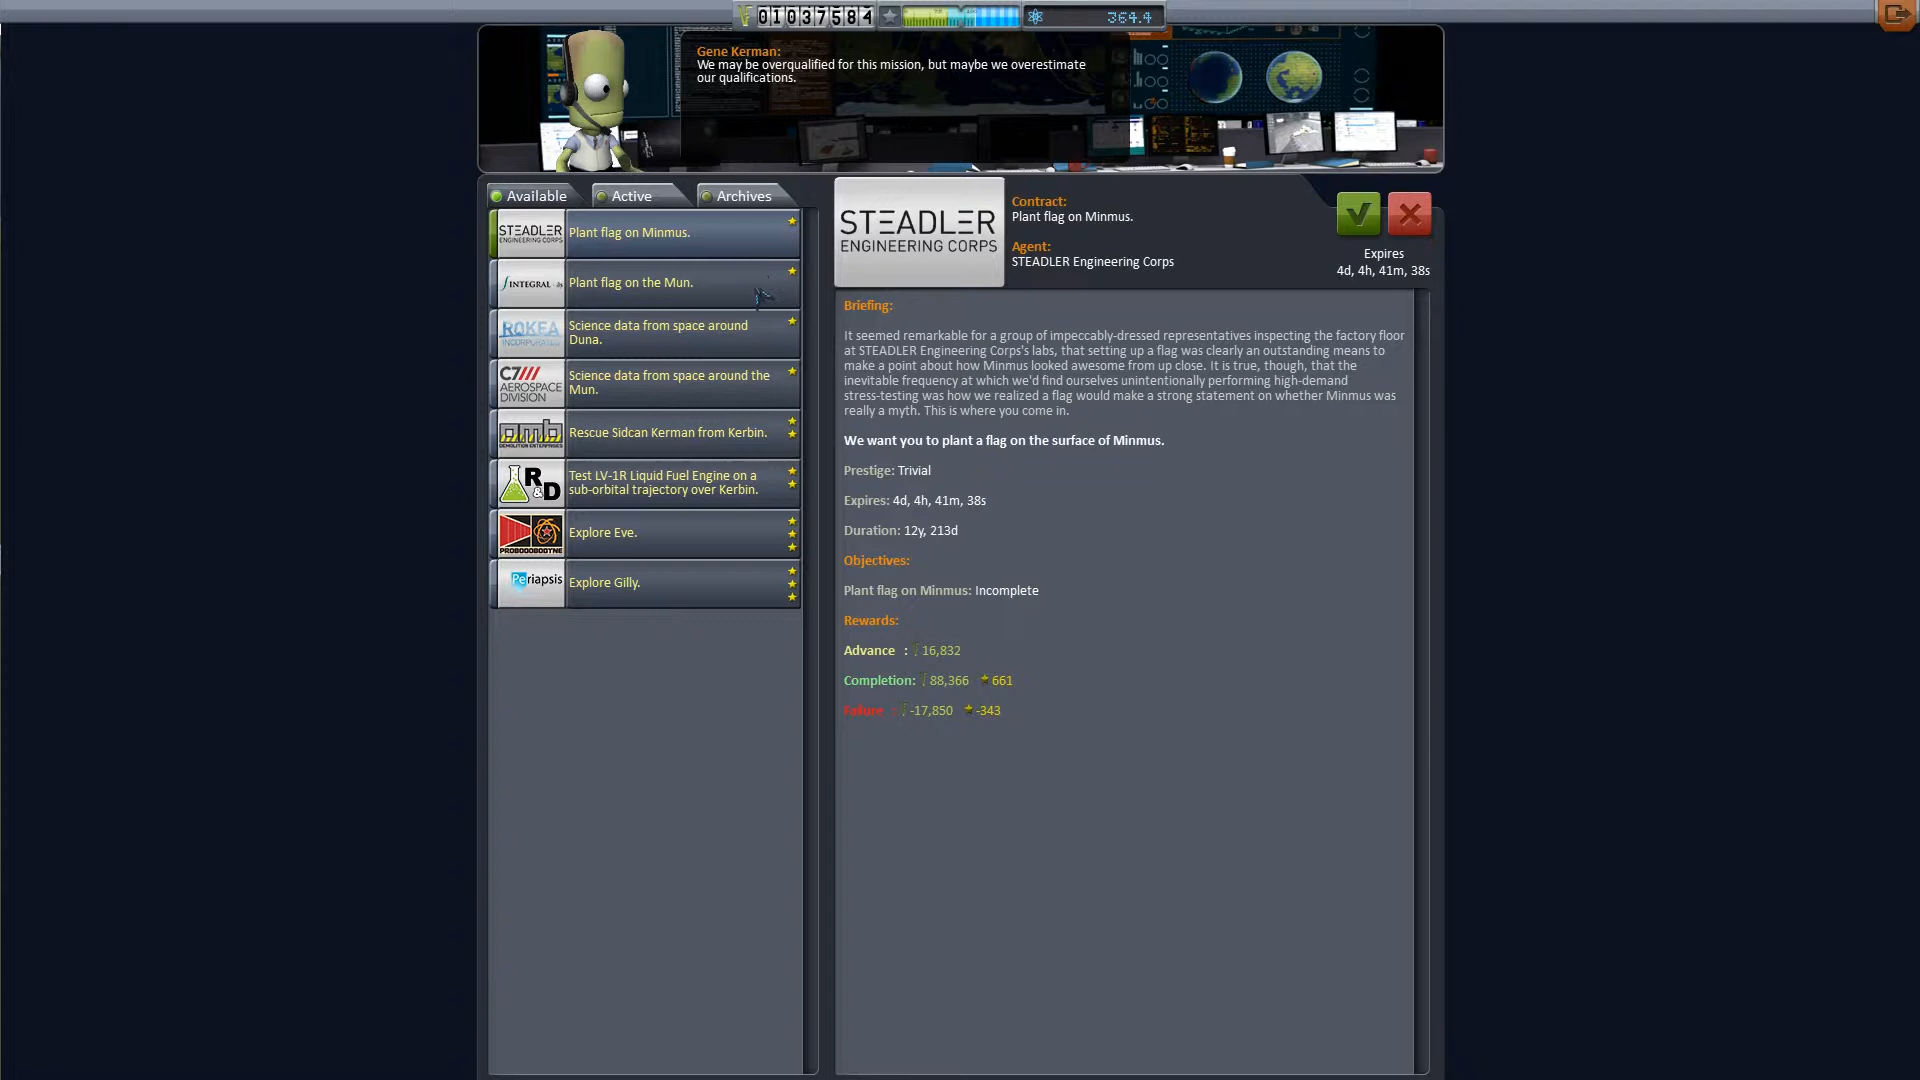 01037584
364.4
Gene Kerman:
We may be overqualified for this mission, but maybe we overestimate
our qualifications.
Available
Active
Archives
STEADLER
ENGINEERING CORPS
Plant flag on Minmus.
INTEGRAL
Plant flag on the Mun.
ROKEA
INCORPORATED
Science data from space around
Duna.
C7///
AEROSPACE
DIVISION
Science data from space around the
Mun.
amb
DEMOLITION ENTERPRISES
Rescue Sidcan Kerman from Kerbin.
R&D
Test LV-1R Liquid Fuel Engine on a
sub-orbital trajectory over Kerbin.
PROBODOBODYNE
Explore Eve.
Periapsis
Explore Gilly.
STEADLER
ENGINEERING CORPS
Contract:
Plant flag on Minmus.
Agent:
STEADLER Engineering Corps
Expires
4d, 4h, 41m, 38s
Briefing:
It seemed remarkable for a group of impeccably-dressed representatives inspecting the factory floor
at STEADLER Engineering Corps's labs, that setting up a flag was clearly an outstanding means to
make a point about how Minmus looked awesome from up close. It is true, though, that the
inevitable frequency at which we'd find ourselves unintentionally performing high-demand
stress-testing was how we realized a flag would make a strong statement on whether Minmus was
really a myth. This is where you come in.
We want you to plant a flag on the surface of Minmus.
Prestige: Trivial
Expires: 4d, 4h, 41m, 38s
Duration: 12y, 213d
Objectives:
Plant flag on Minmus: Incomplete
Rewards:
Advance : 16,832
Completion: 88,366 661
Failure : -17,850 -343